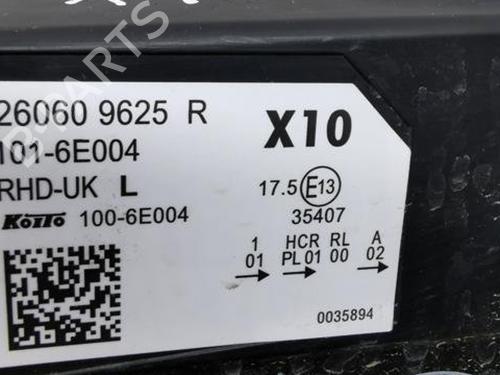 26060 9625 R
X10
101-6E004
RHD-UK L
17.5 E13
35407
KOITO 100-6E004
1 HCR RL A
01 PL 01 00 02
0035894